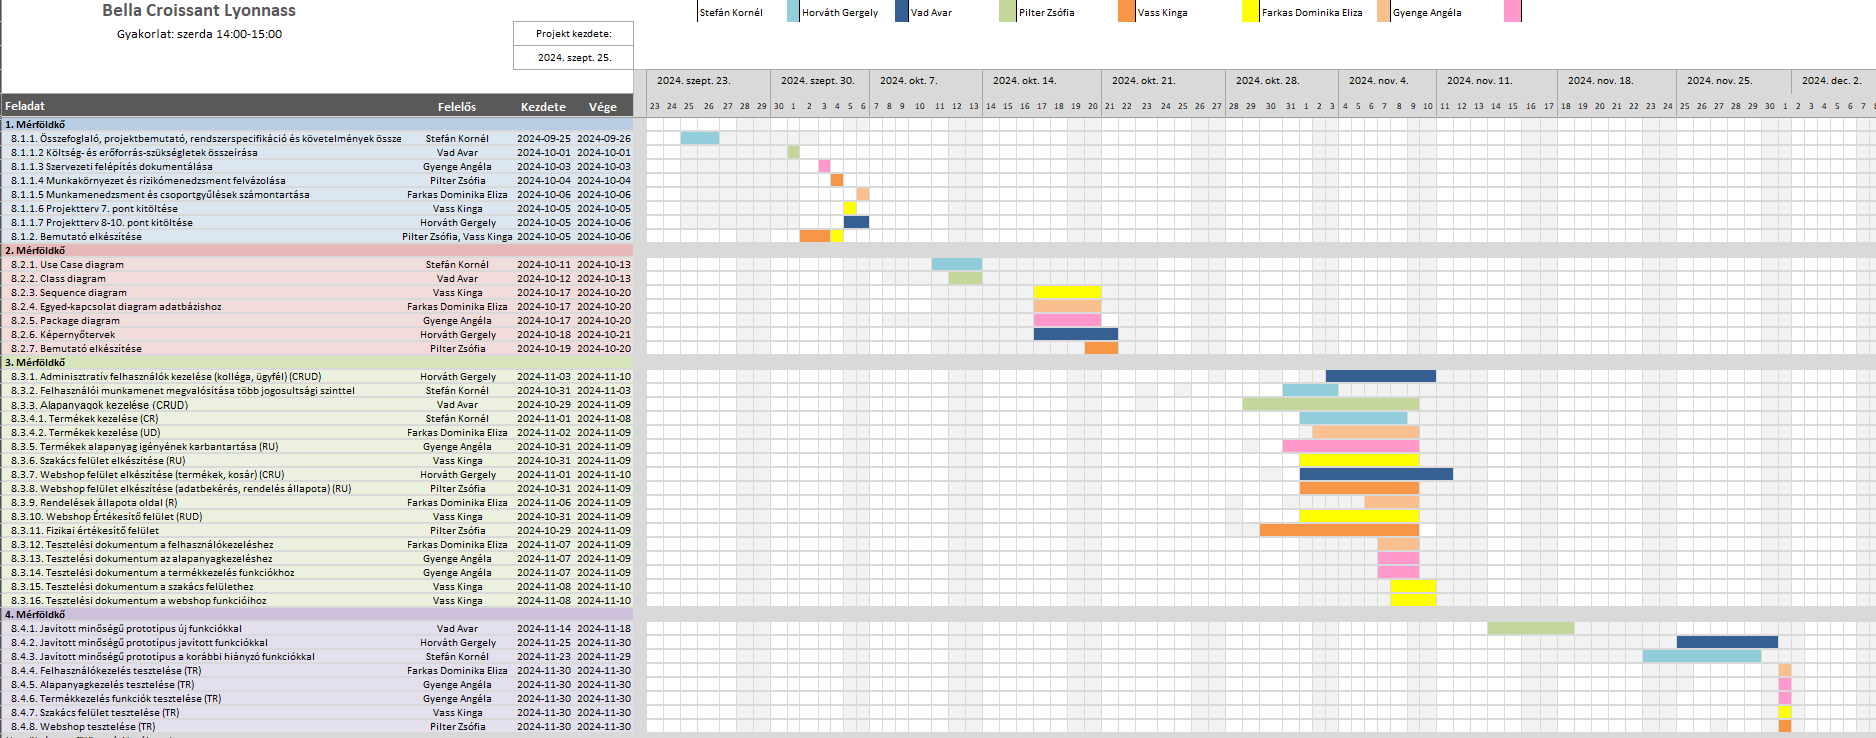 Bella Croissant Lyonnass
Gyakorlat: szerda 14:00-15:00
Projekt kezdete:
2024. szept. 25.
Stefán Kornél Horváth Gergely Vad Avar Pilter Zsófia Vass Kinga Farkas Dominika Eliza Gyenge Angéla
2024. szept. 23. 2024. szept. 30. 2024. okt. 7. 2024. okt. 14. 2024. okt. 21. 2024. okt. 28. 2024. nov. 4. 2024. nov. 11. 2024. nov. 18. 2024. nov. 25. 2024. dec. 2.
Feladat Felelős Kezdete Vége 23 24 25 26 27 28 29 30 1 2 3 4 5 6 7 8 9 10 11 12 13 14 15 16 17 18 19 20 21 22 23 24 25 26 27 28 29 30 31 1 2 3 4 5 6 7 8 9 10 11 12 13 14 15 16 17 18 19 20 21 22 23 24 25 26 27 28 29 30 1 2 3 4 5 6 7
1. Mérföldkő
8.1.1. Összefoglaló, projektbemutató, rendszerspecifikáció és követelmények össze Stefán Kornél 2024-09-25 2024-09-26
8.1.1.2 Költség- és erőforrás-szükségletek összeírása Vad Avar 2024-10-01 2024-10-01
8.1.1.3 Szervezeti felépítés dokumentálása Gyenge Angéla 2024-10-03 2024-10-03
8.1.1.4 Munkakörnyezet és rizikómenedzsment felvázolása Pilter Zsófia 2024-10-04 2024-10-04
8.1.1.5 Munkamenedzsment és csoportgyűlések számontartása Farkas Dominika Eliza 2024-10-06 2024-10-06
8.1.1.6 Projektterv 7. pont kitöltése Vass Kinga 2024-10-05 2024-10-05
8.1.1.7 Projektterv 8-10. pont kitöltése Horváth Gergely 2024-10-05 2024-10-06
8.1.2. Bemutató elkészítése Pilter Zsófia, Vass Kinga 2024-10-05 2024-10-06
2. Mérföldkő
8.2.1. Use Case diagram Stefán Kornél 2024-10-11 2024-10-13
8.2.2. Class diagram Vad Avar 2024-10-12 2024-10-13
8.2.3. Sequence diagram Vass Kinga 2024-10-17 2024-10-20
8.2.4. Egyed-kapcsolat diagram adatbázishoz Farkas Dominika Eliza 2024-10-17 2024-10-20
8.2.5. Package diagram Gyenge Angéla 2024-10-17 2024-10-20
8.2.6. Képernyőtervek Horváth Gergely 2024-10-18 2024-10-21
8.2.7. Bemutató elkészítése Pilter Zsófia 2024-10-19 2024-10-20
3. Mérföldkő
8.3.1. Adminisztratív felhasználók kezelése (kolléga, ügyfél) (CRUD) Horváth Gergely 2024-11-03 2024-11-10
8.3.2. Felhasználói munkamenet megvalósítása több jogosultsági szinttel Stefán Kornél 2024-10-31 2024-11-03
8.3.3. Alapanyagok kezelése (CRUD) Vad Avar 2024-10-29 2024-11-09
8.3.4.1. Termékek kezelése (CR) Stefán Kornél 2024-11-01 2024-11-08
8.3.4.2. Termékek kezelése (UD) Farkas Dominika Eliza 2024-11-02 2024-11-09
8.3.5. Termékek alapanyag igényének karbantartása (RU) Gyenge Angéla 2024-10-31 2024-11-09
8.3.6. Szakács felület elkészítése (RU) Vass Kinga 2024-10-31 2024-11-09
8.3.7. Webshop felület elkészítése (termékek, kosár) (CRU) Horváth Gergely 2024-11-01 2024-11-10
8.3.8. Webshop felület elkészítése (adatbekérés, rendelés állapota) (RU) Pilter Zsófia 2024-10-31 2024-11-09
8.3.9. Rendelések állapota oldal (R) Farkas Dominika Eliza 2024-11-06 2024-11-09
8.3.10. Webshop Értékesítő felület (RUD) Vass Kinga 2024-10-31 2024-11-09
8.3.11. Fizikai értékesítő felület Pilter Zsófia 2024-10-29 2024-11-09
8.3.12. Tesztelési dokumentum a felhasználókezeléshez Farkas Dominika Eliza 2024-11-07 2024-11-09
8.3.13. Tesztelési dokumentum az alapanyagkezeléshez Gyenge Angéla 2024-11-07 2024-11-09
8.3.14. Tesztelési dokumentum a termékkezelés funkciókhoz Gyenge Angéla 2024-11-07 2024-11-09
8.3.15. Tesztelési dokumentum a szakács felülethez Vass Kinga 2024-11-08 2024-11-10
8.3.16. Tesztelési dokumentum a webshop funkcióihoz Vass Kinga 2024-11-08 2024-11-10
4. Mérföldkő
8.4.1. Javított minőségű prototípus új funkciókkal Vad Avar 2024-11-14 2024-11-18
8.4.2. Javított minőségű prototípus javított funkciókkal Horváth Gergely 2024-11-25 2024-11-30
8.4.3. Javított minőségű prototípus a korábbi hiányzó funkciókkal Stefán Kornél 2024-11-23 2024-11-29
8.4.4. Felhasználókezelés tesztelése (TR) Farkas Dominika Eliza 2024-11-30 2024-11-30
8.4.5. Alapanyagkezelés tesztelése (TR) Gyenge Angéla 2024-11-30 2024-11-30
8.4.6. Termékkezelés funkciók tesztelése (TR) Gyenge Angéla 2024-11-30 2024-11-30
8.4.7. Szakács felület tesztelése (TR) Vass Kinga 2024-11-30 2024-11-30
8.4.8. Webshop tesztelése (TR) Pilter Zsófia 2024-11-30 2024-11-30